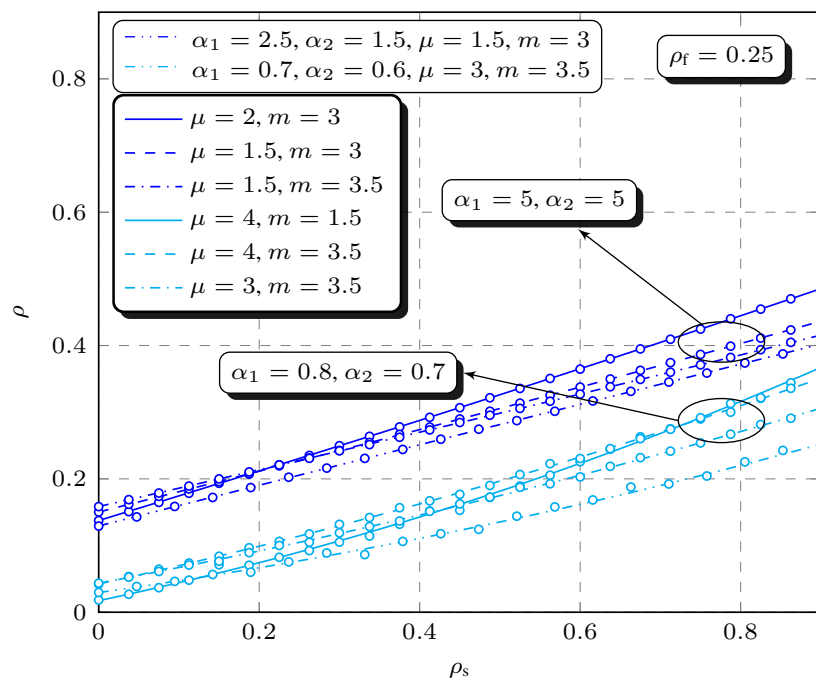 α₁ = 2.5, α₂ = 1.5, μ = 1.5, m = 3
α₁ = 0.7, α₂ = 0.6, μ = 3, m = 3.5
ρf = 0.25
μ = 2, m = 3
μ = 1.5, m = 3
μ = 1.5, m = 3.5
μ = 4, m = 1.5
μ = 4, m = 3.5
μ = 3, m = 3.5
α₁ = 5, α₂ = 5
α₁ = 0.8, α₂ = 0.7
0.8
0.6
0.4
0.2
0
ρ
0 0.2 0.4 0.6 0.8
ρs